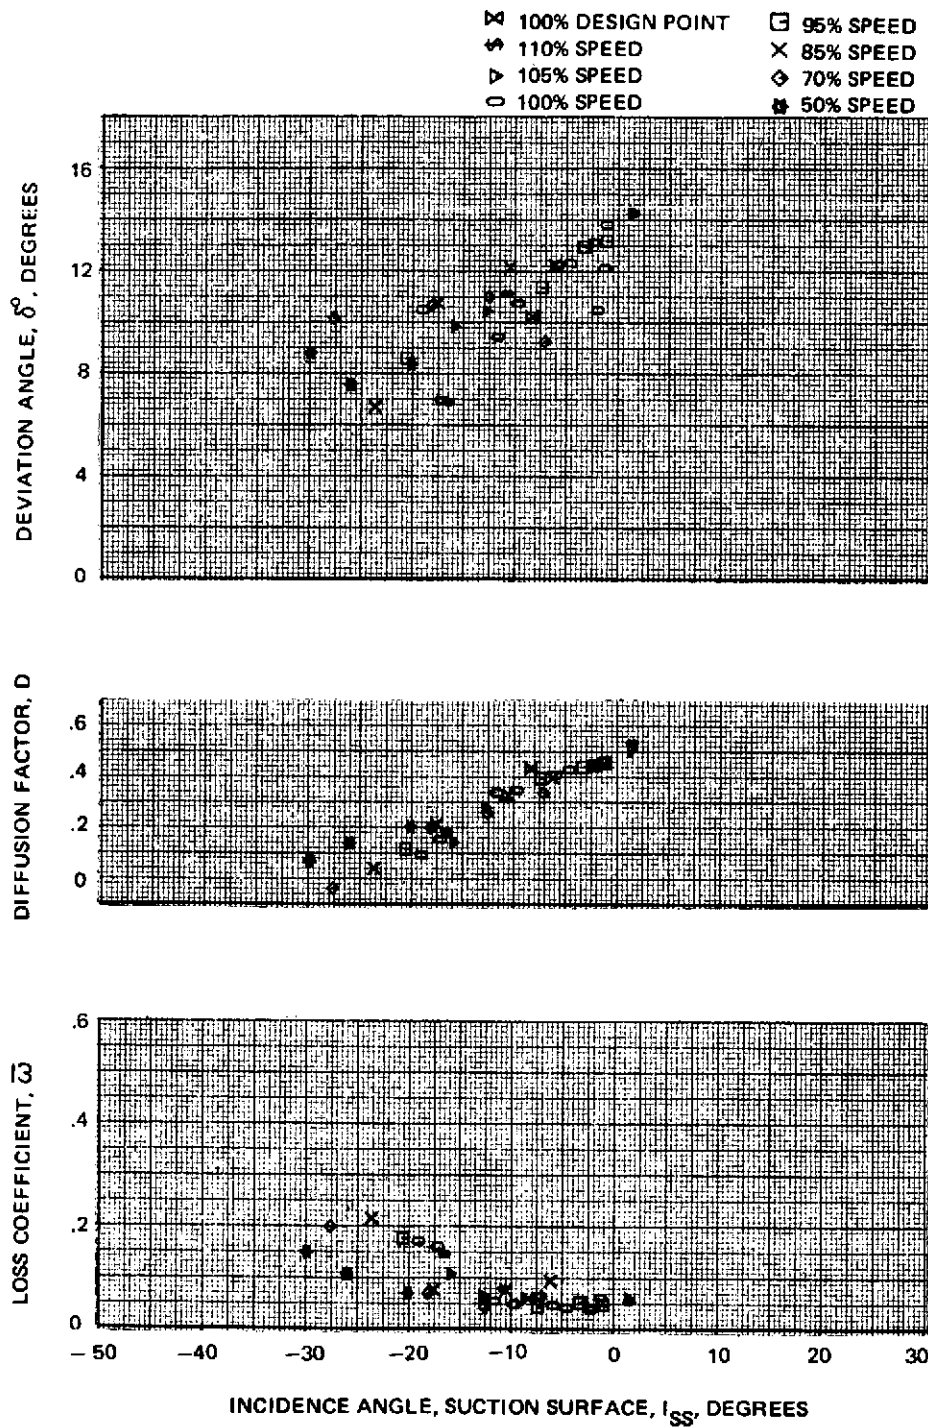 100% DESIGN POINT
110% SPEED
105% SPEED
100% SPEED
95% SPEED
85% SPEED
70% SPEED
50% SPEED
DEVIATION ANGLE, δ°, DEGREES
16
12
8
4
0
DIFFUSION FACTOR, D
.6
.4
.2
0
LOSS COEFFICIENT, ω̅
.6
.4
.2
0
−50 −40 −30 −20 −10 0 10 20 30
INCIDENCE ANGLE, SUCTION SURFACE, I_SS, DEGREES